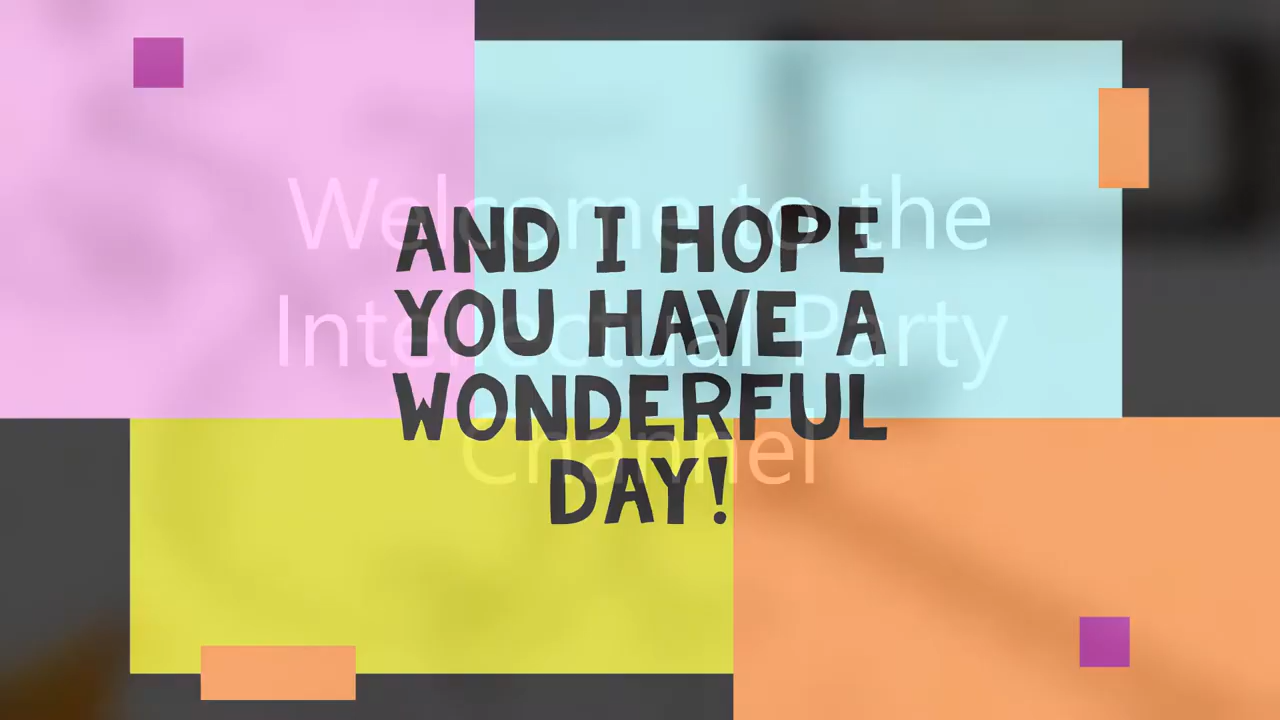 Welcome to the
Intellectual Party
Channel
AND I HOPE
YOU HAVE A
WONDERFUL
DAY!